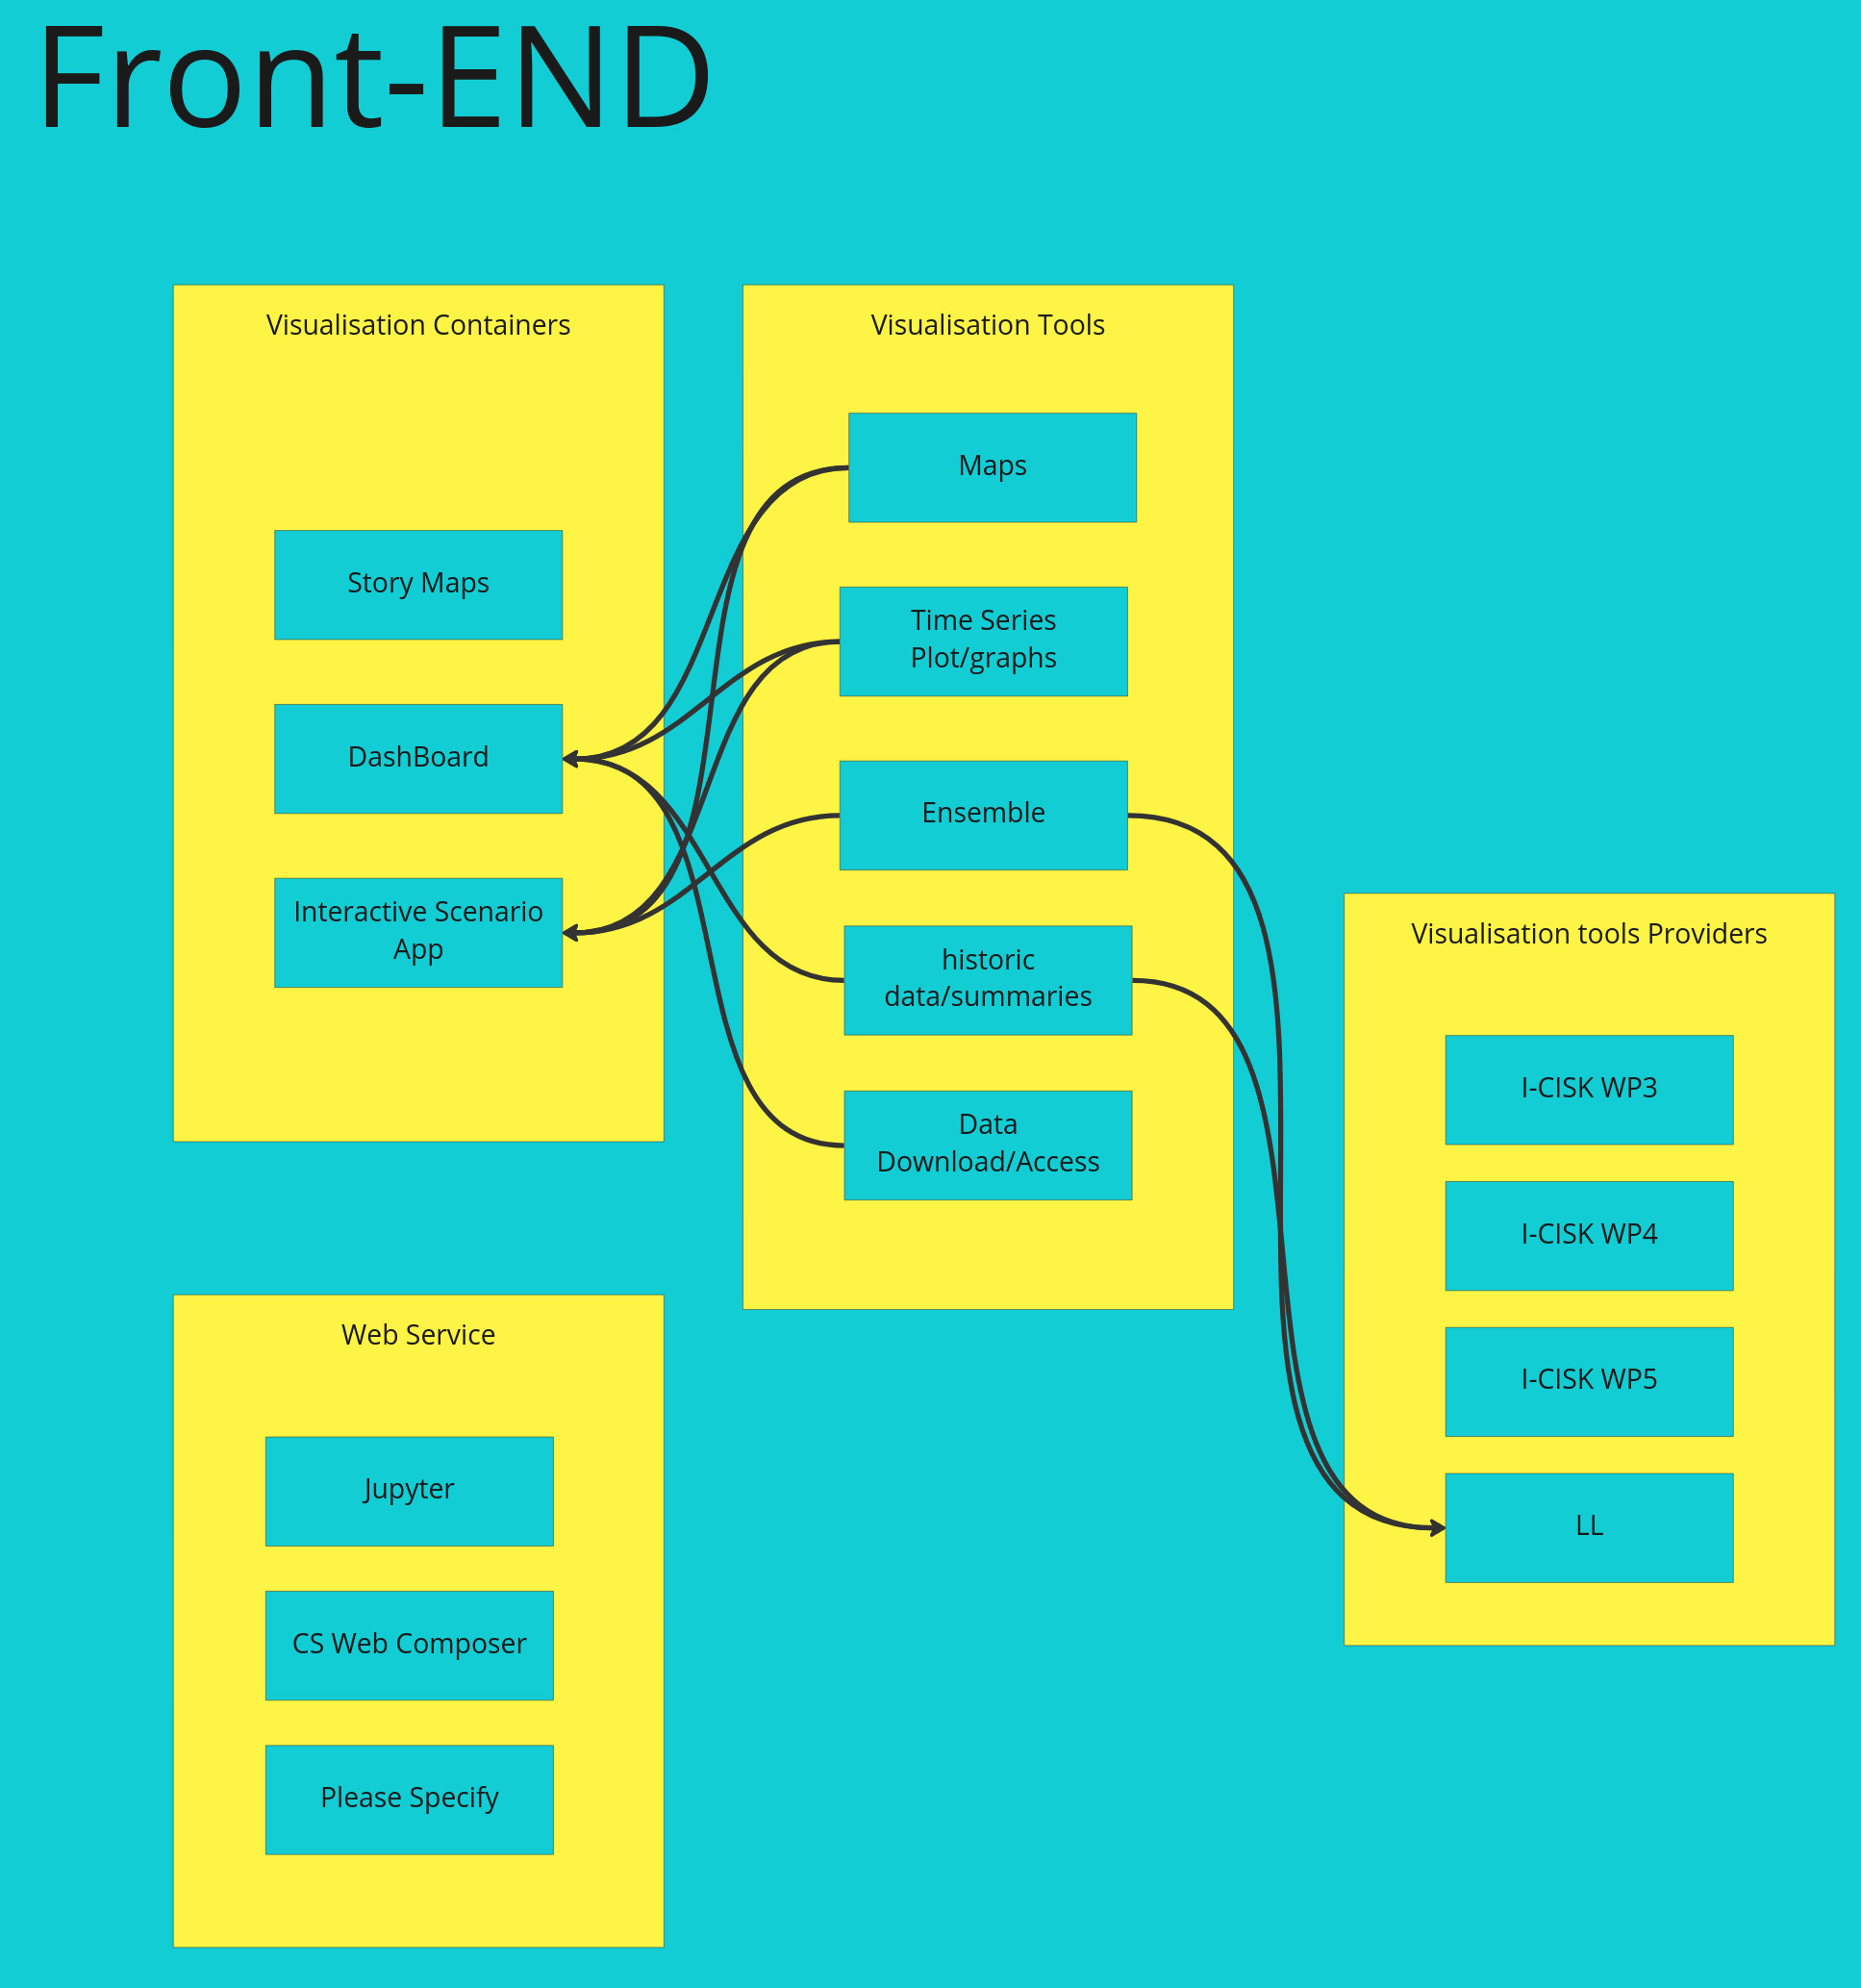 Front-END
Visualisation Containers
Story Maps
DashBoard
Interactive Scenario
App
Visualisation Tools
Maps
Time Series
Plot/graphs
Ensemble
historic
data/summaries
Data
Download/Access
Visualisation tools Providers
I-CISK WP3
I-CISK WP4
I-CISK WP5
LL
Web Service
Jupyter
CS Web Composer
Please Specify